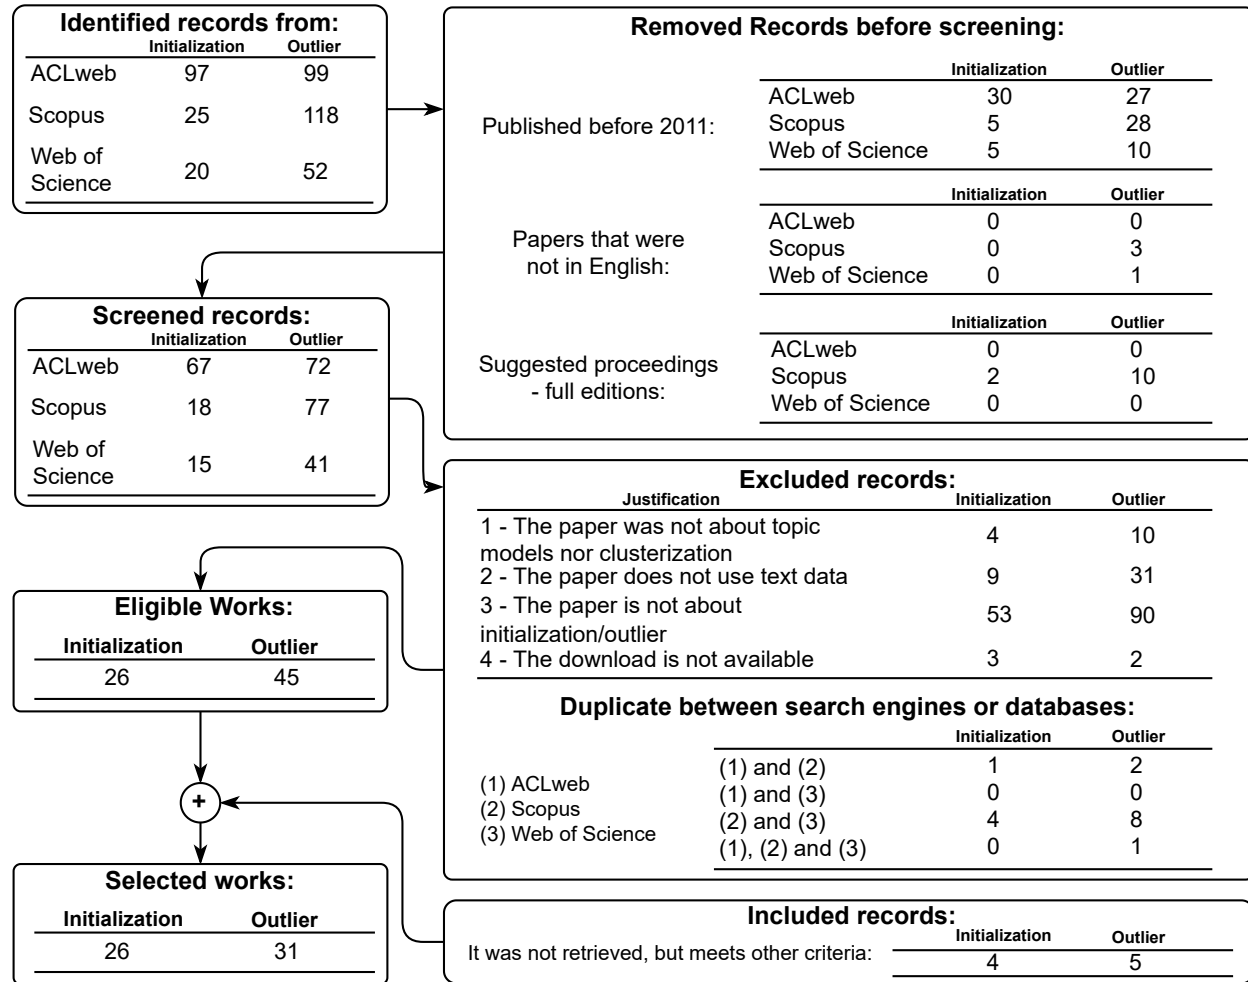 Identified records from:
Initialization Outlier
ACLweb 97 99
Scopus 25 118
Web of
Science 20 52
Removed Records before screening:
Initialization Outlier
Published before 2011:
ACLweb 30 27
Scopus 5 28
Web of Science 5 10
Initialization Outlier
Papers that were
not in English:
ACLweb 0 0
Scopus 0 3
Web of Science 0 1
Initialization Outlier
Suggested proceedings
- full editions:
ACLweb 0 0
Scopus 2 10
Web of Science 0 0
Screened records:
Initialization Outlier
ACLweb 67 72
Scopus 18 77
Web of
Science 15 41
Excluded records:
Justification Initialization Outlier
1 - The paper was not about topic
models nor clusterization 4 10
2 - The paper does not use text data 9 31
3 - The paper is not about
initialization/outlier 53 90
4 - The download is not available 3 2
Duplicate between search engines or databases:
Initialization Outlier
(1) ACLweb
(2) Scopus
(3) Web of Science
(1) and (2) 1 2
(1) and (3) 0 0
(2) and (3) 4 8
(1), (2) and (3) 0 1
Eligible Works:
Initialization Outlier
26 45
+
Selected works:
Initialization Outlier
26 31
Included records:
Initialization Outlier
It was not retrieved, but meets other criteria: 4 5